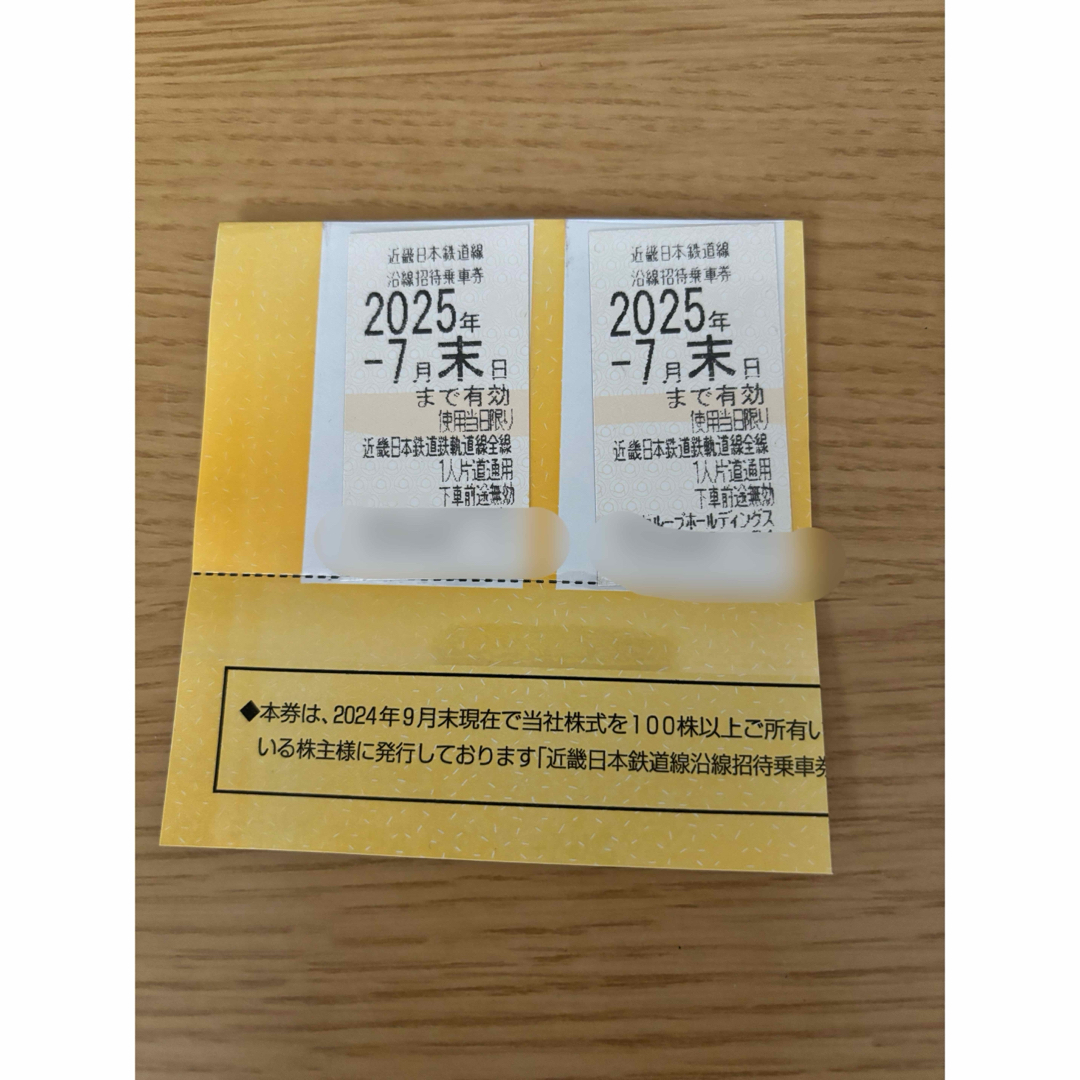 近畿日本鉄道線
沿線招待乗車券
2025年
-7月末日
まで有効
使用当日限り
近畿日本鉄道鉄軌道線全線
1人片道通用
下車前途無効
近畿日本鉄道線
沿線招待乗車券
2025年
-7月末日
まで有効
使用当日限り
近畿日本鉄道鉄軌道線全線
1人片道通用
下車前途無効
ループホールディングス
◆本券は、2024年9月末現在で当社株式を100株以上ご所有い
いる株主様に発行しております「近畿日本鉄道線沿線招待乗車券